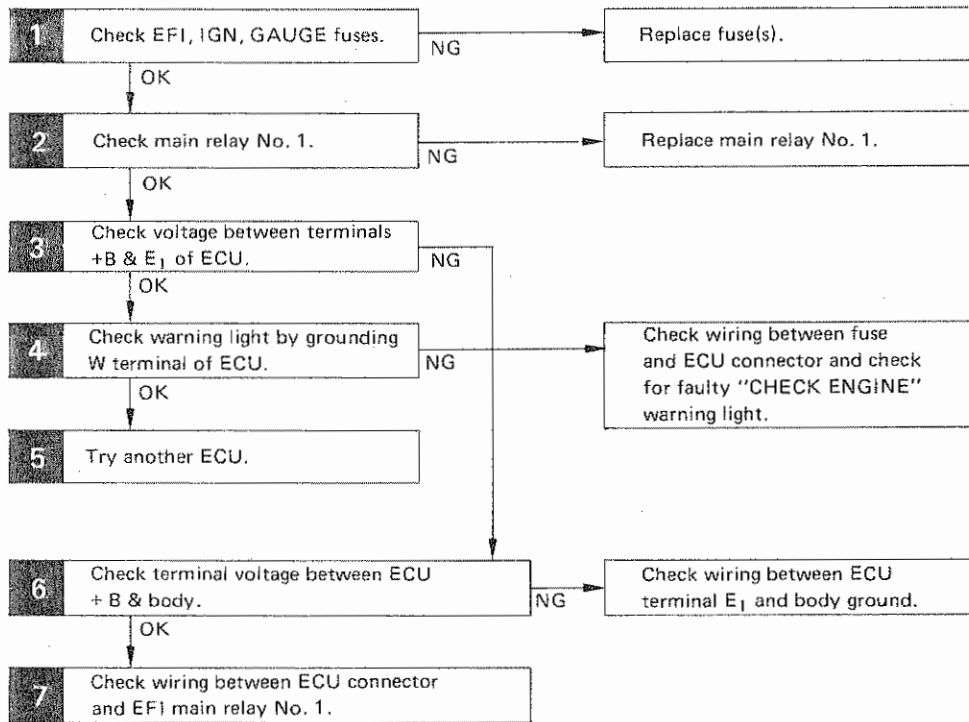 1 Check EFI, IGN, GAUGE fuses.
NG
Replace fuse(s).
OK
2 Check main relay No. 1.
NG
Replace main relay No. 1.
OK
3 Check voltage between terminals
+B & E1 of ECU.
NG
OK
4 Check warning light by grounding
W terminal of ECU.
NG
Check wiring between fuse
and ECU connector and check
for faulty "CHECK ENGINE"
warning light.
OK
5 Try another ECU.
6 Check terminal voltage between ECU
+ B & body.
NG
Check wiring between ECU
terminal E1 and body ground.
OK
7 Check wiring between ECU connector
and EFI main relay No. 1.